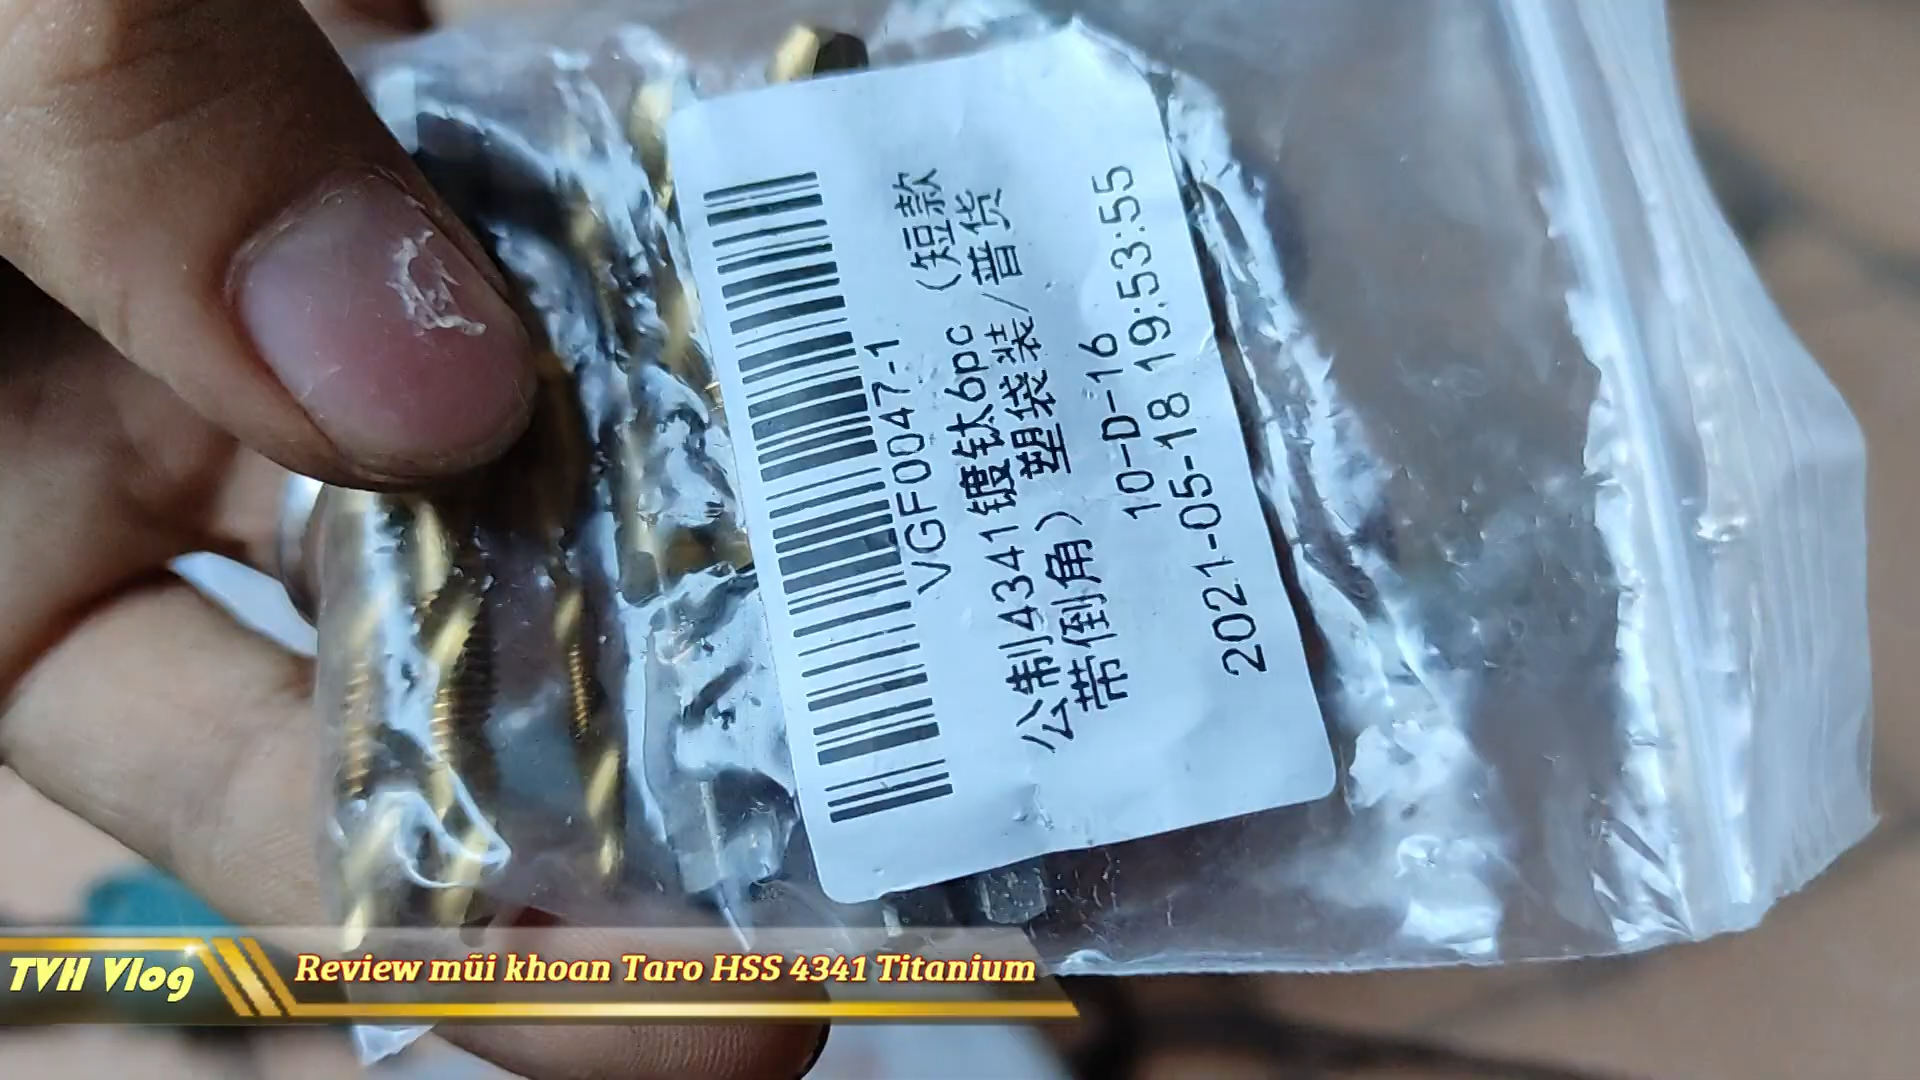 VGF0047-1
公制4341镀钛6pc（短款
带倒角） 塑袋装/普货
10-D-16
2021-05-18 19:53:55
TVH Vlog
Review mũi khoan Taro HSS 4341 Titanium